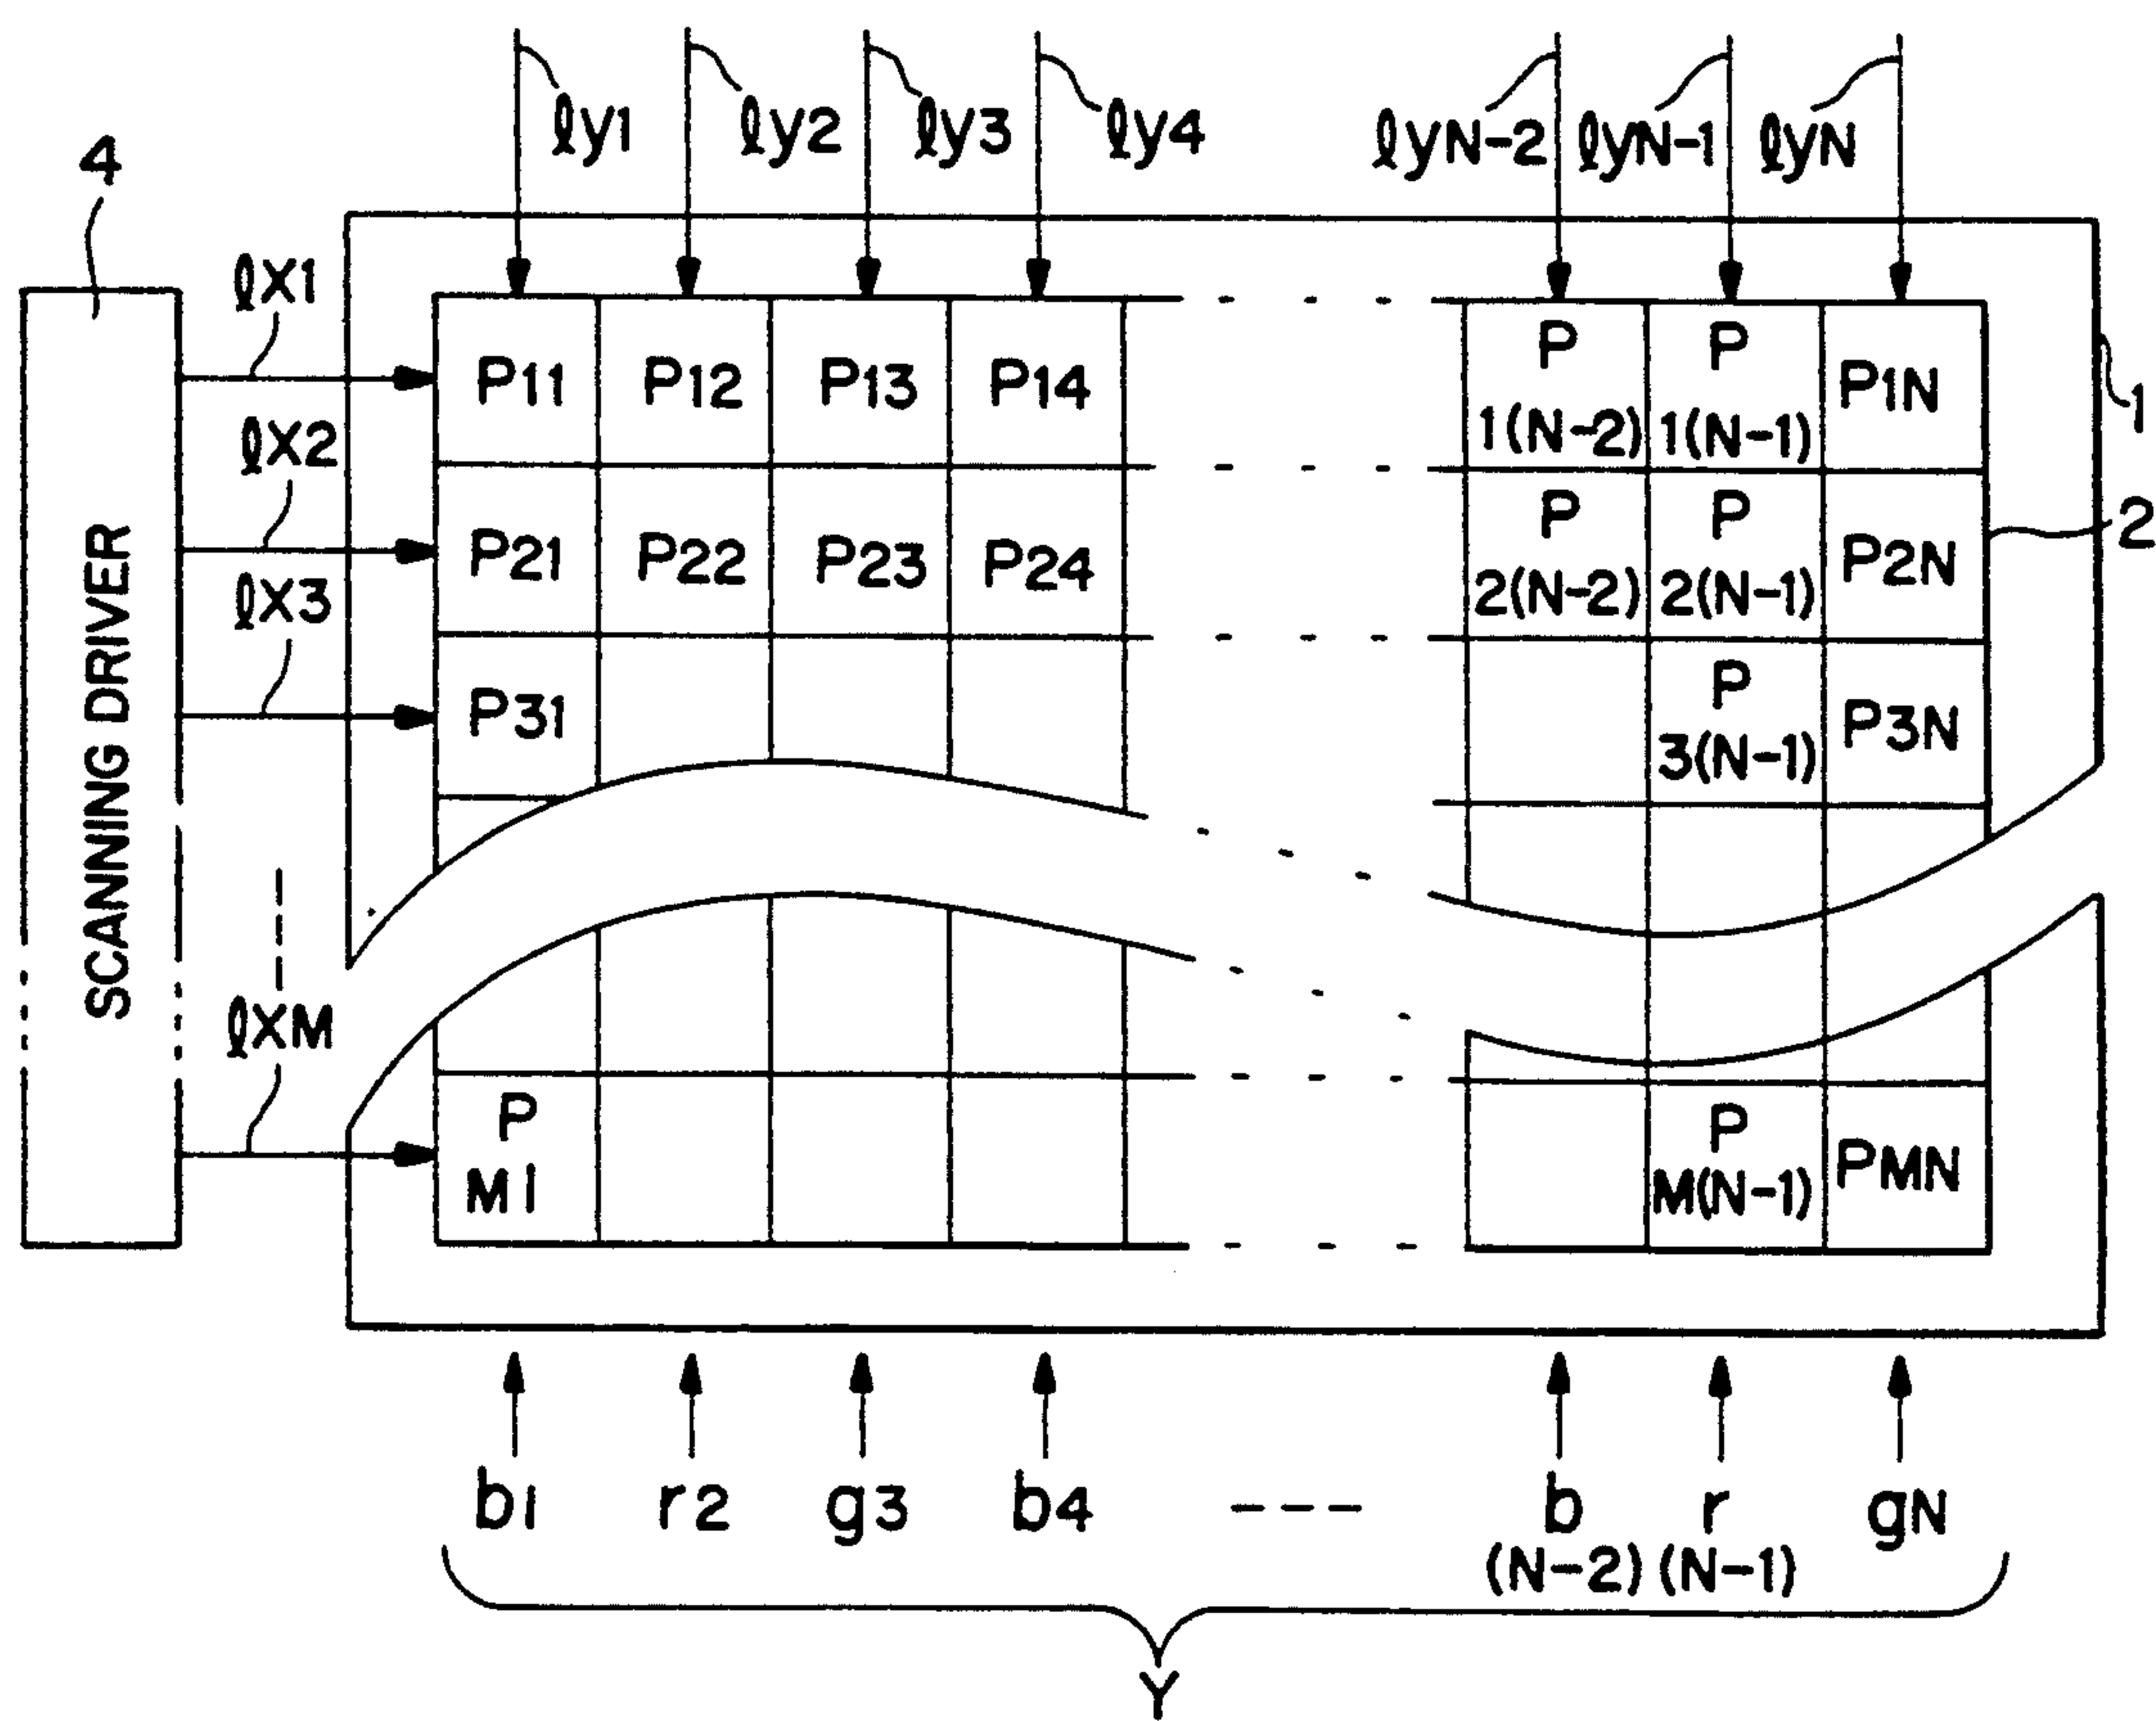 ℓy1 ℓy2 ℓy3 ℓy4 ℓyN-2 ℓyN-1 ℓyN
4
ℓX1
P11 P12 P13 P14 P 1(N-2) P 1(N-1) P1N
1
ℓX2
P21 P22 P23 P24 P 2(N-2) P 2(N-1) P2N
2
ℓX3
P31 P 3(N-1) P3N
SCANNING DRIVER
ℓXM
P M1 P M(N-1) PMN
b1 r2 g3 b4 --- b (N-2) r (N-1) gN
Y